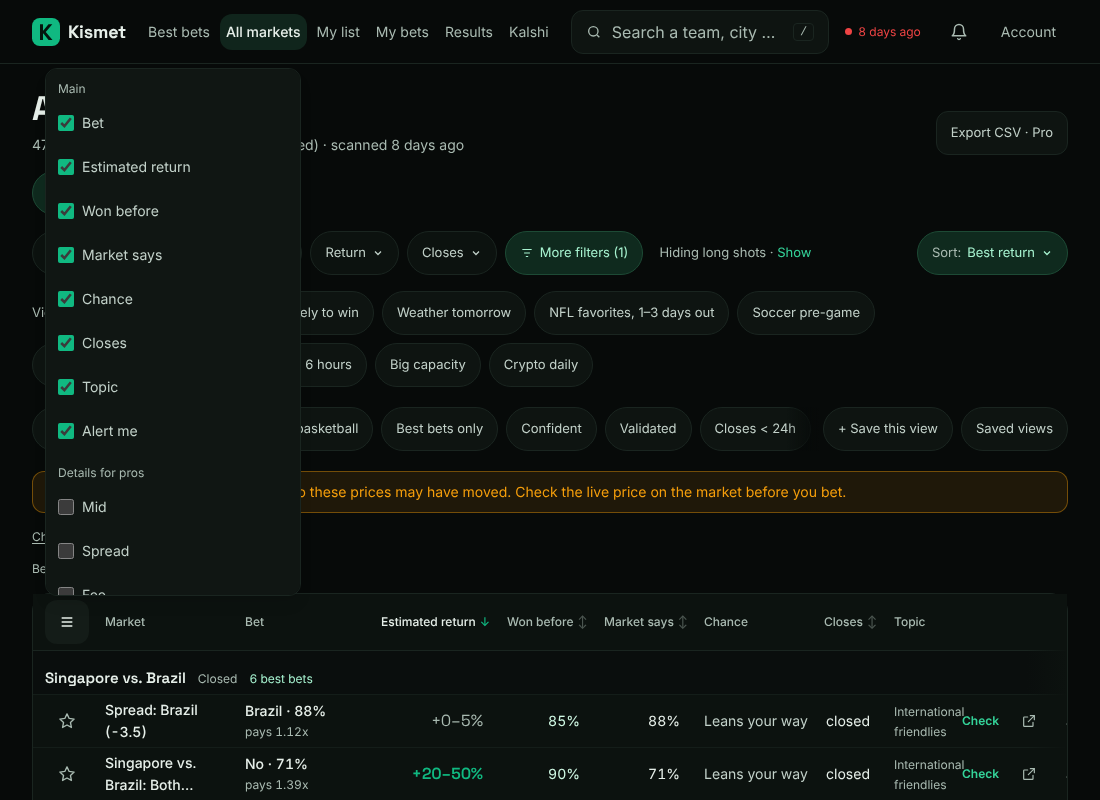 Kismet
Best bets
All markets
My list
My bets
Results
Kalshi
Search a team, city ...
/
8 days ago
Account
Main
Bet
Estimated return
Won before
Market says
Chance
Closes
Topic
Alert me
Details for pros
Mid
Spread
Fee
A
47
ed) · scanned 8 days ago
Export CSV · Pro
Return
Closes
More filters (1)
Hiding long shots · Show
Sort: Best return
ely to win
Weather tomorrow
NFL favorites, 1–3 days out
Soccer pre-game
6 hours
Big capacity
Crypto daily
basketball
Best bets only
Confident
Validated
Closes < 24h
+ Save this view
Saved views
o these prices may have moved. Check the live price on the market before you bet.
Market
Bet
Estimated return
Won before
Market says
Chance
Closes
Topic
Singapore vs. Brazil Closed 6 best bets
Spread: Brazil
(-3.5)
Brazil · 88%
pays 1.12x
+0–5%
85%
88%
Leans your way
closed
International
friendlies
Check
Singapore vs.
Brazil: Both...
No · 71%
pays 1.39x
+20–50%
90%
71%
Leans your way
closed
International
friendlies
Check